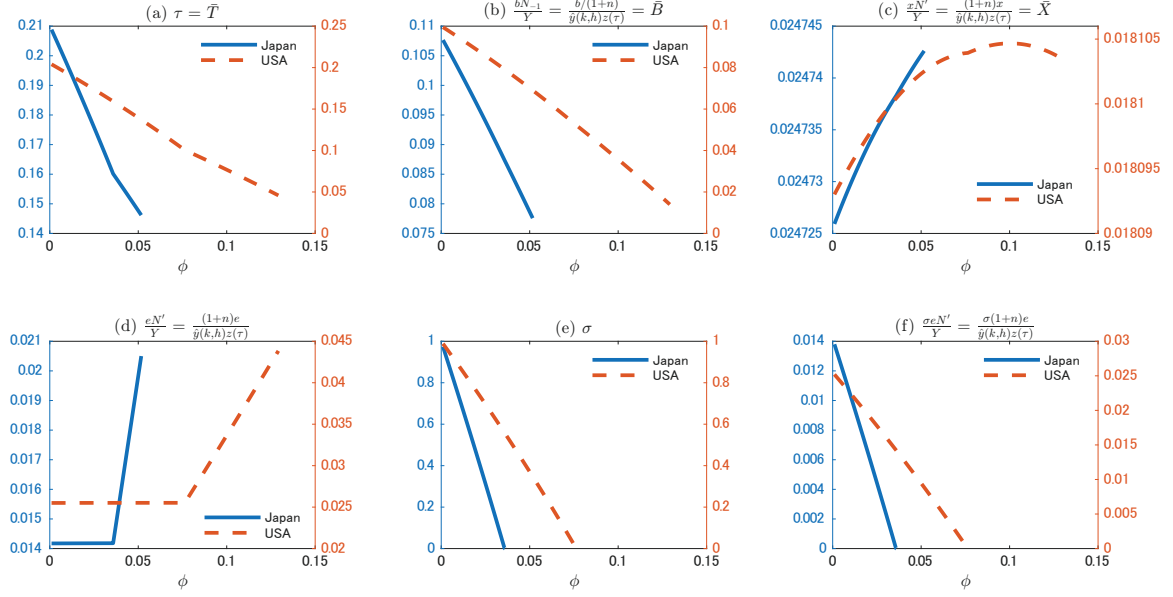 (a) τ = T̄
0.21
0.2
0.19
0.18
0.17
0.16
0.15
0.14
0.25
0.2
0.15
0.1
0.05
0
Japan
USA
0 0.05 0.1 0.15
ϕ
(b) bN₋₁/Y = b/(1+n) / ŷ(k,h)z(τ) = B̄
0.11
0.105
0.1
0.095
0.09
0.085
0.08
0.075
0.1
0.08
0.06
0.04
0.02
0
Japan
USA
0 0.05 0.1 0.15
ϕ
(c) xN′/Y = (1+n)x / ŷ(k,h)z(τ) = X̄
0.024745
0.02474
0.024735
0.02473
0.024725
0.018105
0.0181
0.018095
0.01809
Japan
USA
0 0.05 0.1 0.15
ϕ
(d) eN′/Y = (1+n)e / ŷ(k,h)z(τ)
0.021
0.02
0.019
0.018
0.017
0.016
0.015
0.014
0.045
0.04
0.035
0.03
0.025
0.02
Japan
USA
0 0.05 0.1 0.15
ϕ
(e) σ
1
0.8
0.6
0.4
0.2
0
1
0.8
0.6
0.4
0.2
0
Japan
USA
0 0.05 0.1 0.15
ϕ
(f) σeN′/Y = σ(1+n)e / ŷ(k,h)z(τ)
0.014
0.012
0.01
0.008
0.006
0.004
0.002
0
0.03
0.025
0.02
0.015
0.01
0.005
0
Japan
USA
0 0.05 0.1 0.15
ϕ